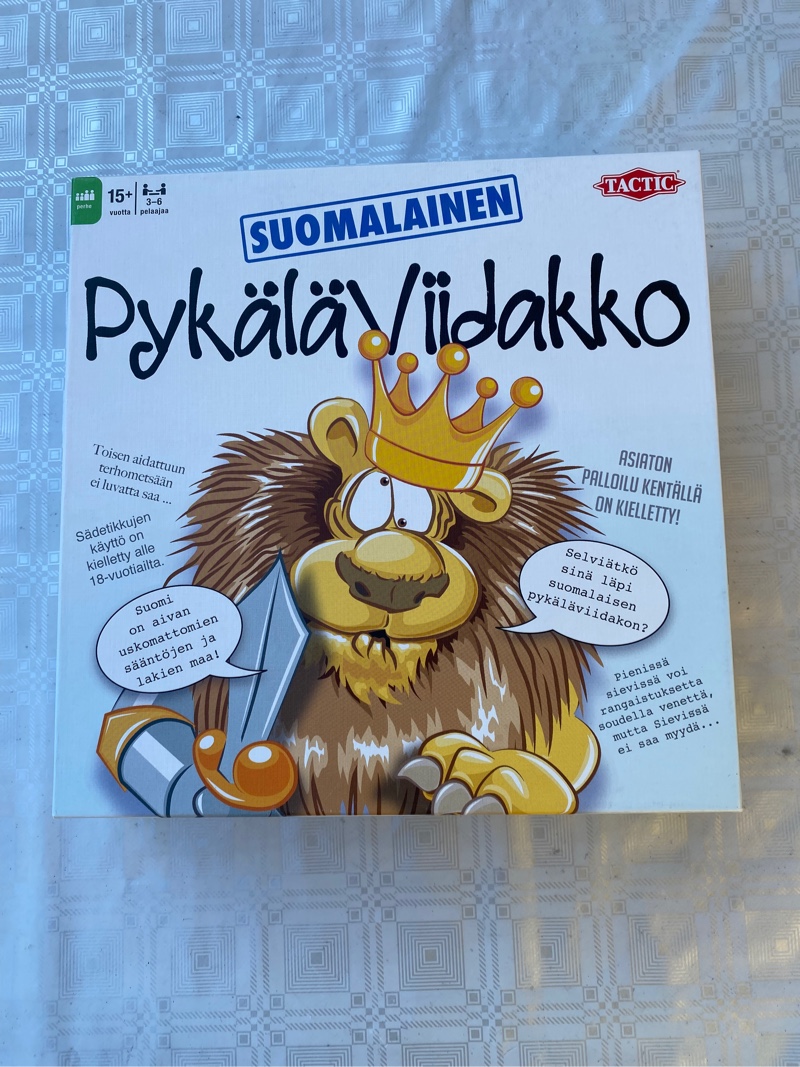 perhe
15+
vuotta
3–6
pelaajaa
SUOMALAINEN
TACTIC
PykäläViidakko
Toisen aidattuun
terhometsään
ei luvatta saa ...
Sädetikkujen
käyttö on
kielletty alle
18-vuotiailta.
Suomi
on aivan
uskomattomien
sääntöjen ja
lakien maa!
ASIATON
PALLOILU KENTÄLLÄ
ON KIELLETTY!
Selviätkö
sinä läpi
suomalaisen
pykäläviidakon?
Pienissä
sievissä voi
rangaistuksetta
soudella venettä,
mutta Sievissä
ei saa myydä...